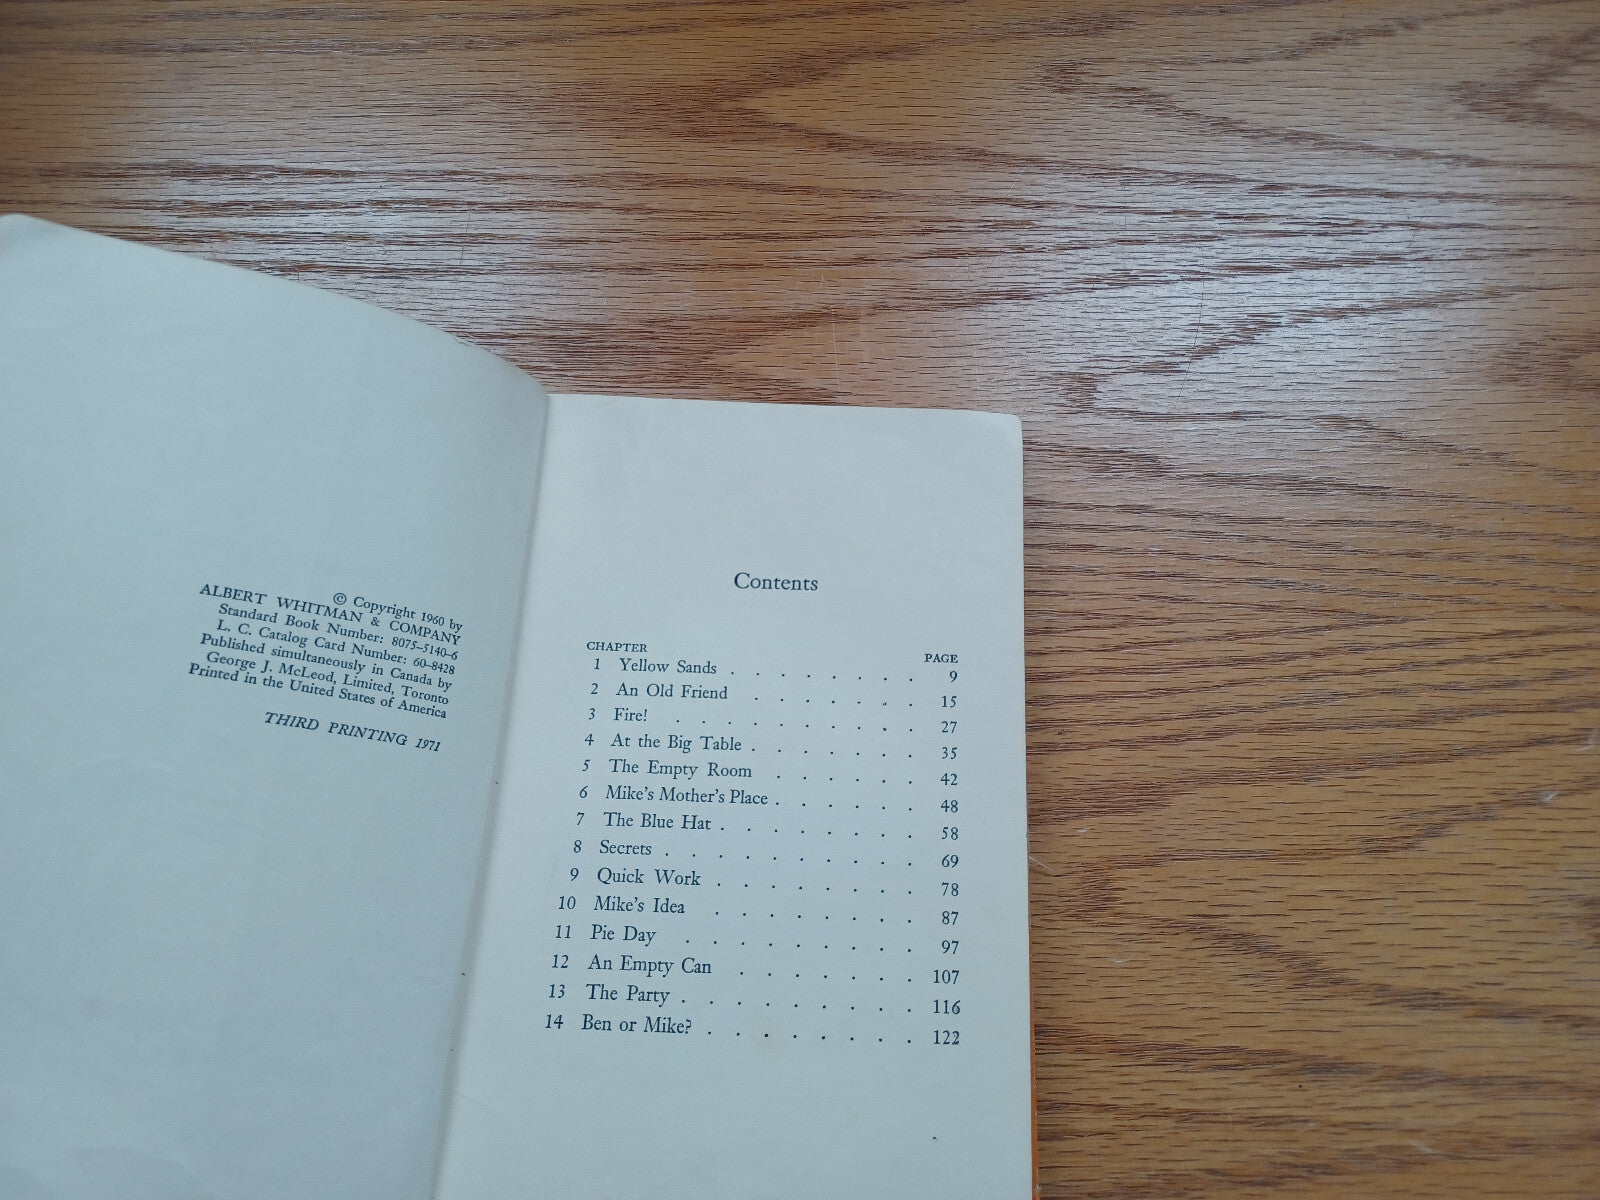 © Copyright 1960 by
ALBERT WHITMAN & COMPANY
Standard Book Number: 8075-5140-6
L. C. Catalog Card Number: 60-8428
Published simultaneously in Canada by
George J. McLeod, Limited, Toronto
Printed in the United States of America
THIRD PRINTING 1971
Contents
CHAPTER PAGE
1 Yellow Sands . . . . . . . . 9
2 An Old Friend . . . . . . . 15
3 Fire! . . . . . . . . . . 27
4 At the Big Table . . . . . . . 35
5 The Empty Room . . . . . . 42
6 Mike's Mother's Place . . . . . . 48
7 The Blue Hat . . . . . . . . 58
8 Secrets . . . . . . . . . . 69
9 Quick Work . . . . . . . . 78
10 Mike's Idea . . . . . . . . 87
11 Pie Day . . . . . . . . . 97
12 An Empty Can . . . . . . . 107
13 The Party . . . . . . . . . 116
14 Ben or Mike? . . . . . . . . 122